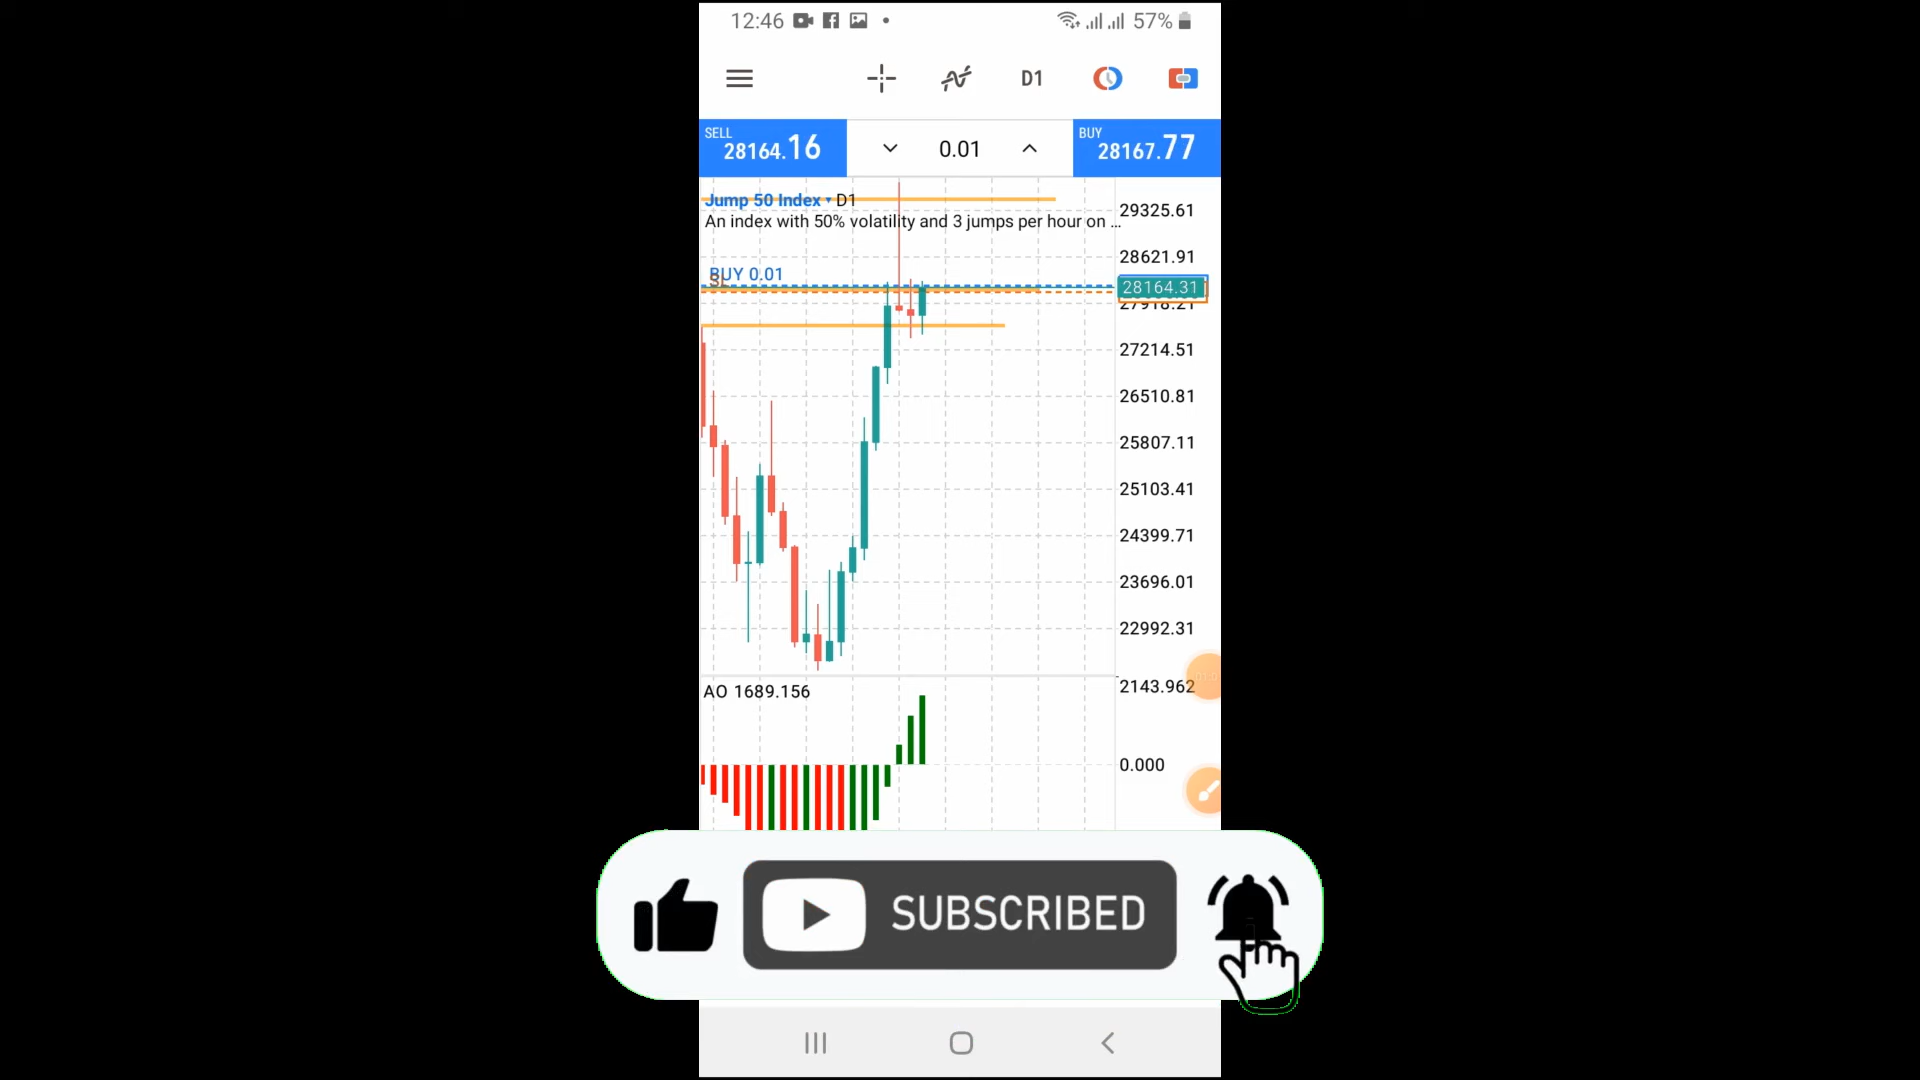 12:46 57%
D1
SELL 28164.16
0.01
BUY 28167.77
Jump 50 Index D1
An index with 50% volatility and 3 jumps per hour on ...
29325.61
28621.91
BUY 0.01
SL
28164.31
27918.21
27214.51
26510.81
25807.11
25103.41
24399.71
23696.01
22992.31
AO 1689.156
2143.962
0.000
SUBSCRIBED